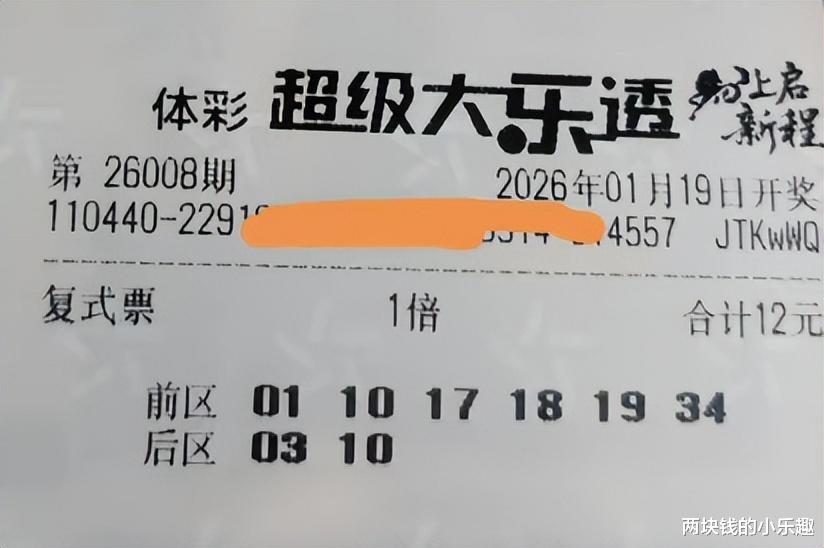 体彩 超级大乐透 马上启
新程
第 26008期 2026年01月19日开奖
110440-2291 4557 JTKwWQ
复式票 1倍 合计12元
前区 01 10 17 18 19 34
后区 03 10
两块钱的小乐趣